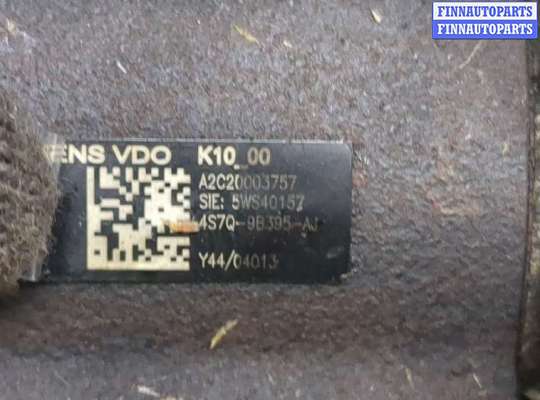 FINNAUTOPARTS
FINNAUTOPARTS
ENS VDO K10_00
A2C20003757
SIE: 5WS40157
4S7Q-9B395-AJ
Y44/04013